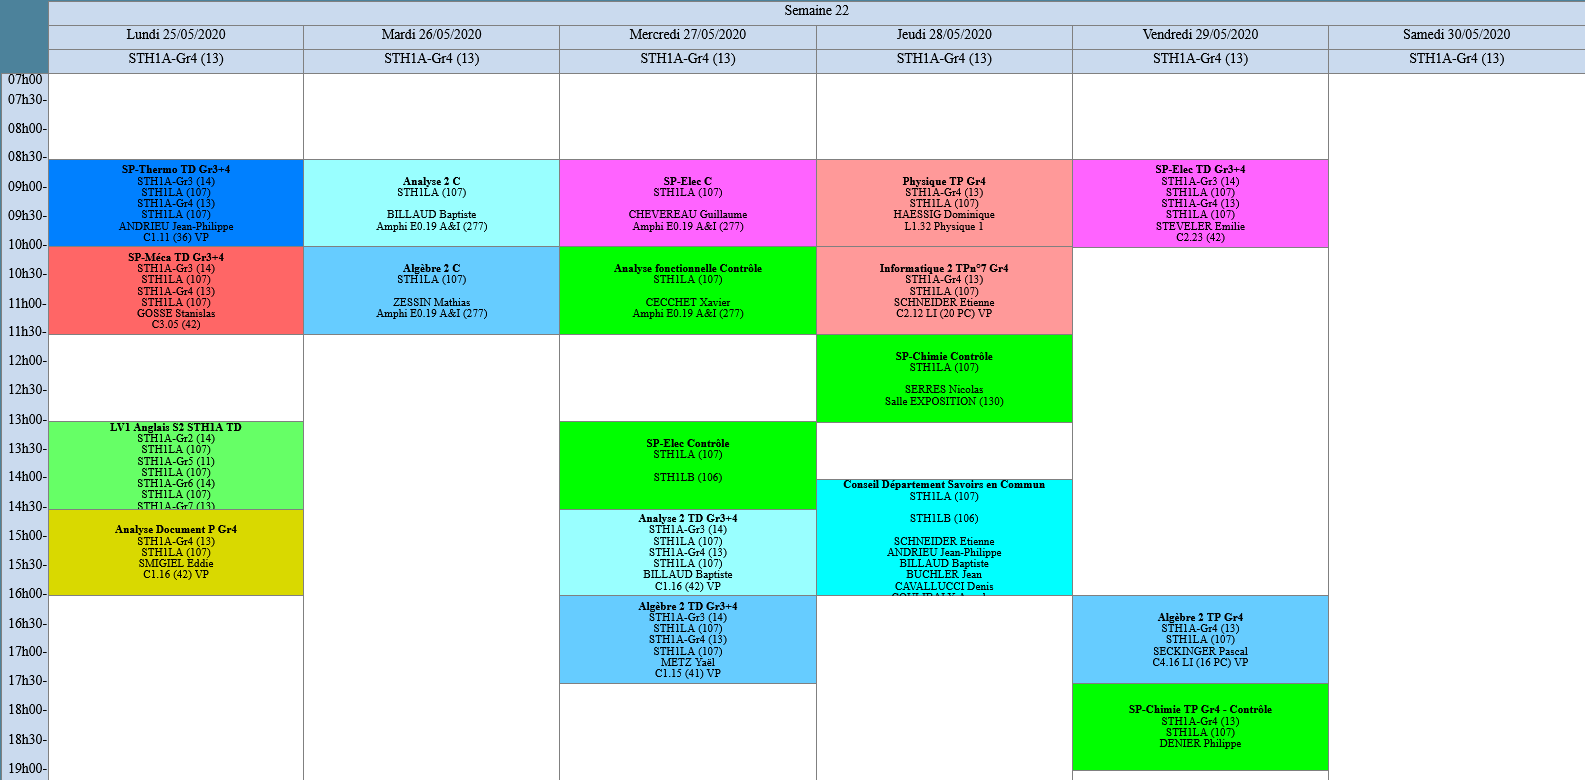 Semaine 22
Lundi 25/05/2020
Mardi 26/05/2020
Mercredi 27/05/2020
Jeudi 28/05/2020
Vendredi 29/05/2020
Samedi 30/05/2020
STH1A-Gr4 (13)
STH1A-Gr4 (13)
STH1A-Gr4 (13)
STH1A-Gr4 (13)
STH1A-Gr4 (13)
STH1A-Gr4 (13)
07h00
07h30-
08h00-
08h30-
09h00-
09h30-
10h00-
10h30-
11h00-
11h30-
12h00-
12h30-
13h00-
13h30-
14h00-
14h30-
15h00-
15h30-
16h00-
16h30-
17h00-
17h30-
18h00-
18h30-
19h00-
SP-Thermo TD Gr3+4
STH1A-Gr3 (14)
STH1LA (107)
STH1A-Gr4 (13)
STH1LA (107)
ANDRIEU Jean-Philippe
C1.11 (36) VP
SP-Méca TD Gr3+4
STH1A-Gr3 (14)
STH1LA (107)
STH1A-Gr4 (13)
STH1LA (107)
GOSSE Stanislas
C3.05 (42)
LV1 Anglais S2 STH1A TD
STH1A-Gr2 (14)
STH1LA (107)
STH1A-Gr5 (11)
STH1LA (107)
STH1A-Gr6 (14)
STH1LA (107)
STH1A-Gr7 (13)
Analyse Document P Gr4
STH1A-Gr4 (13)
STH1LA (107)
SMIGIEL Eddie
C1.16 (42) VP
Analyse 2 C
STH1LA (107)
BILLAUD Baptiste
Amphi E0.19 A&I (277)
Algèbre 2 C
STH1LA (107)
ZESSIN Mathias
Amphi E0.19 A&I (277)
SP-Elec C
STH1LA (107)
CHEVEREAU Guillaume
Amphi E0.19 A&I (277)
Analyse fonctionnelle Contrôle
STH1LA (107)
CECCHET Xavier
Amphi E0.19 A&I (277)
SP-Elec Contrôle
STH1LA (107)
STH1LB (106)
Analyse 2 TD Gr3+4
STH1A-Gr3 (14)
STH1LA (107)
STH1A-Gr4 (13)
STH1LA (107)
BILLAUD Baptiste
C1.16 (42) VP
Algèbre 2 TD Gr3+4
STH1A-Gr3 (14)
STH1LA (107)
STH1A-Gr4 (13)
STH1LA (107)
METZ Yaël
C1.15 (41) VP
Physique TP Gr4
STH1A-Gr4 (13)
STH1LA (107)
HAESSIG Dominique
L1.32 Physique 1
Informatique 2 TPn°7 Gr4
STH1A-Gr4 (13)
STH1LA (107)
SCHNEIDER Etienne
C2.12 LI (20 PC) VP
SP-Chimie Contrôle
STH1LA (107)
SERRES Nicolas
Salle EXPOSITION (130)
Conseil Département Savoirs en Commun
STH1LA (107)
STH1LB (106)
SCHNEIDER Etienne
ANDRIEU Jean-Philippe
BILLAUD Baptiste
BUCHLER Jean
CAVALLUCCI Denis
SP-Elec TD Gr3+4
STH1A-Gr3 (14)
STH1LA (107)
STH1A-Gr4 (13)
STH1LA (107)
STEVELER Emilie
C2.23 (42)
Algèbre 2 TP Gr4
STH1A-Gr4 (13)
STH1LA (107)
SECKINGER Pascal
C4.16 LI (16 PC) VP
SP-Chimie TP Gr4 - Contrôle
STH1A-Gr4 (13)
STH1LA (107)
DENIER Philippe